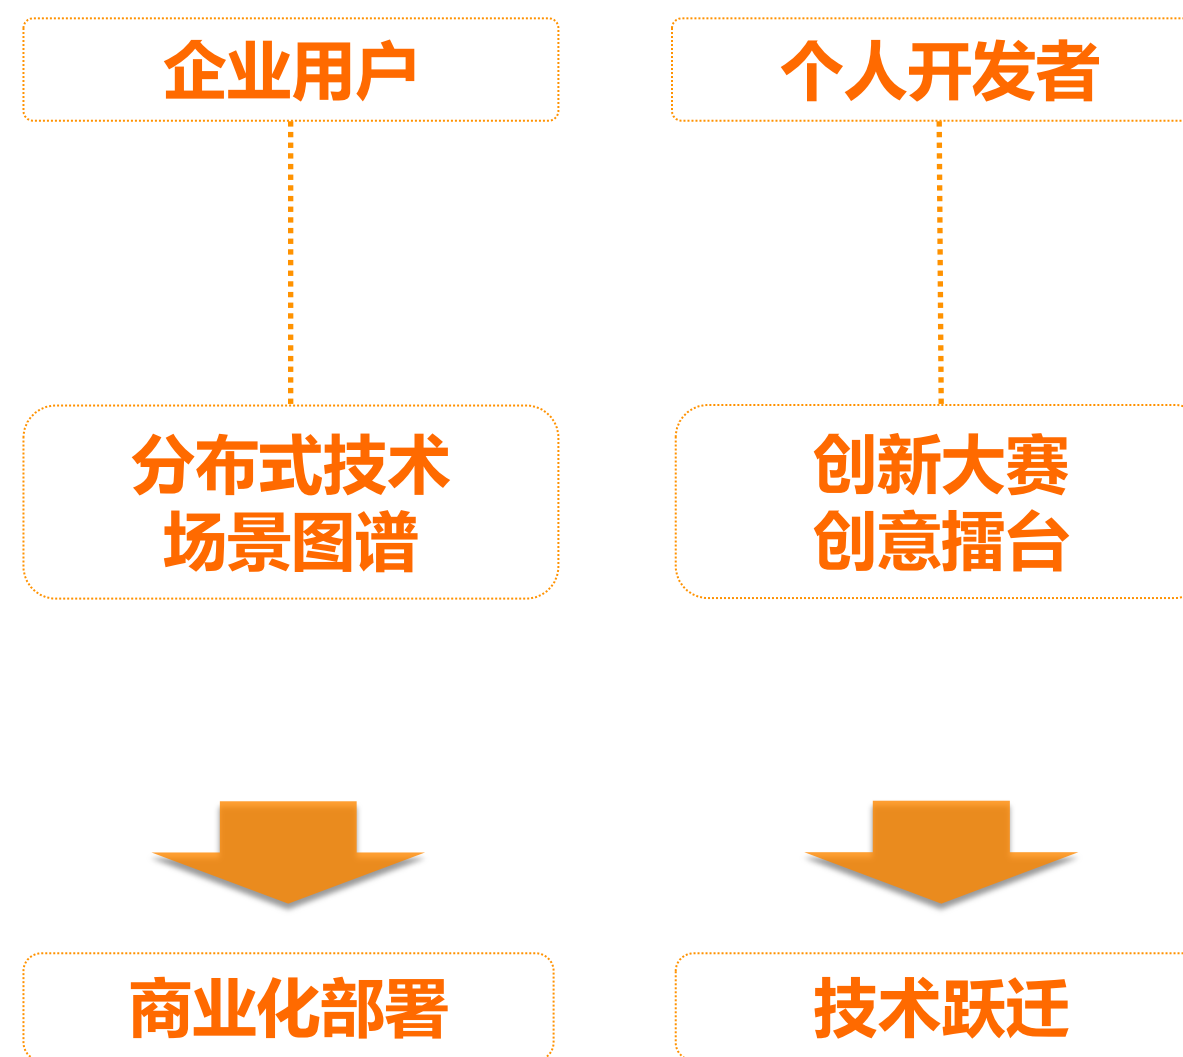 企业用户
个人开发者
分布式技术
场景图谱
创新大赛
创意擂台
商业化部署
技术跃迁